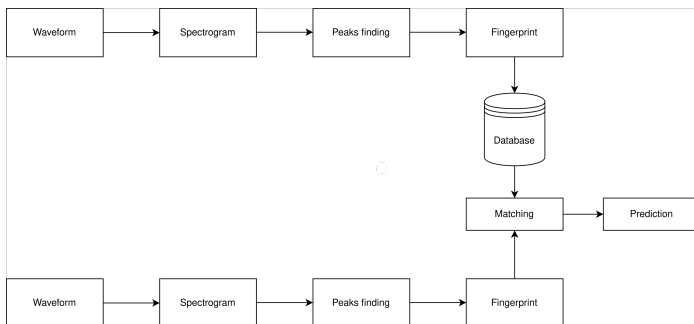 Waveform
Spectrogram
Peaks finding
Fingerprint
Database
Matching
Prediction
Waveform
Spectrogram
Peaks finding
Fingerprint